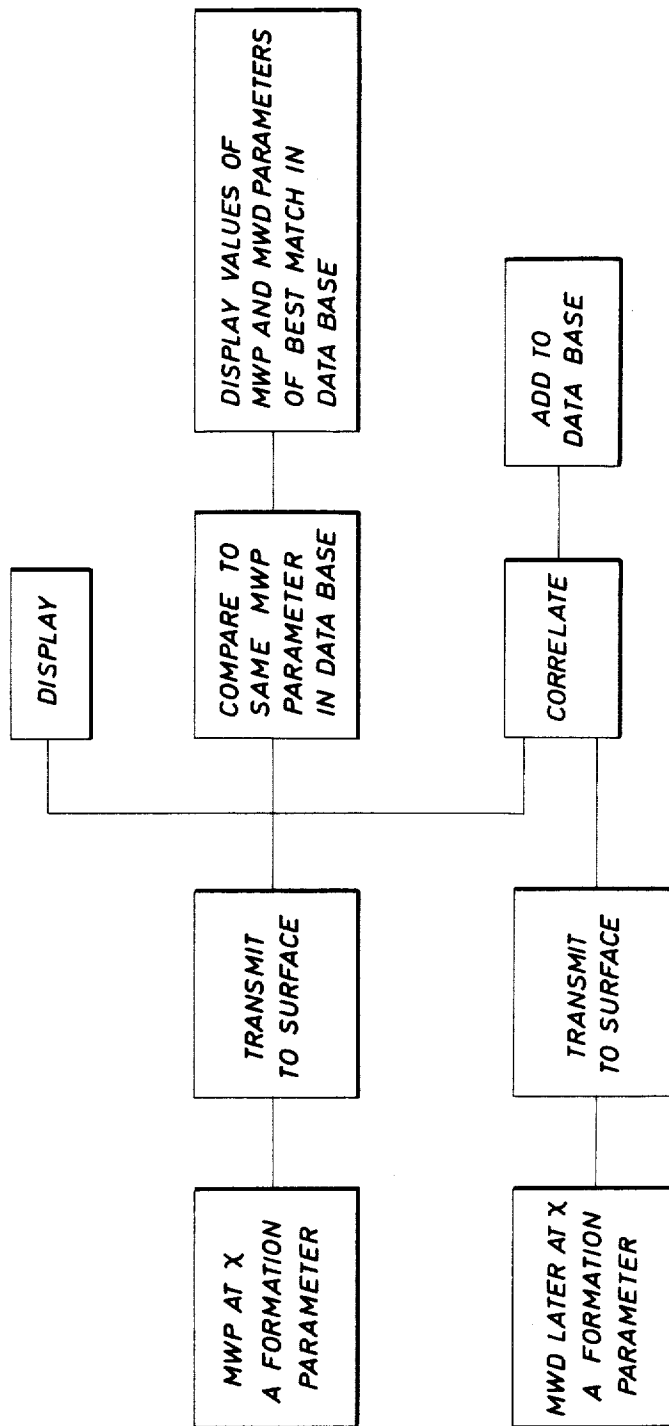 DISPLAY
MWP AT X
A FORMATION
PARAMETER
TRANSMIT
TO SURFACE
COMPARE TO
SAME MWP
PARAMETER
IN DATA BASE
DISPLAY VALUES OF
MWP AND MWD PARAMETERS
OF BEST MATCH IN
DATA BASE
MWD LATER AT X
A FORMATION
PARAMETER
TRANSMIT
TO SURFACE
CORRELATE
ADD TO
DATA BASE